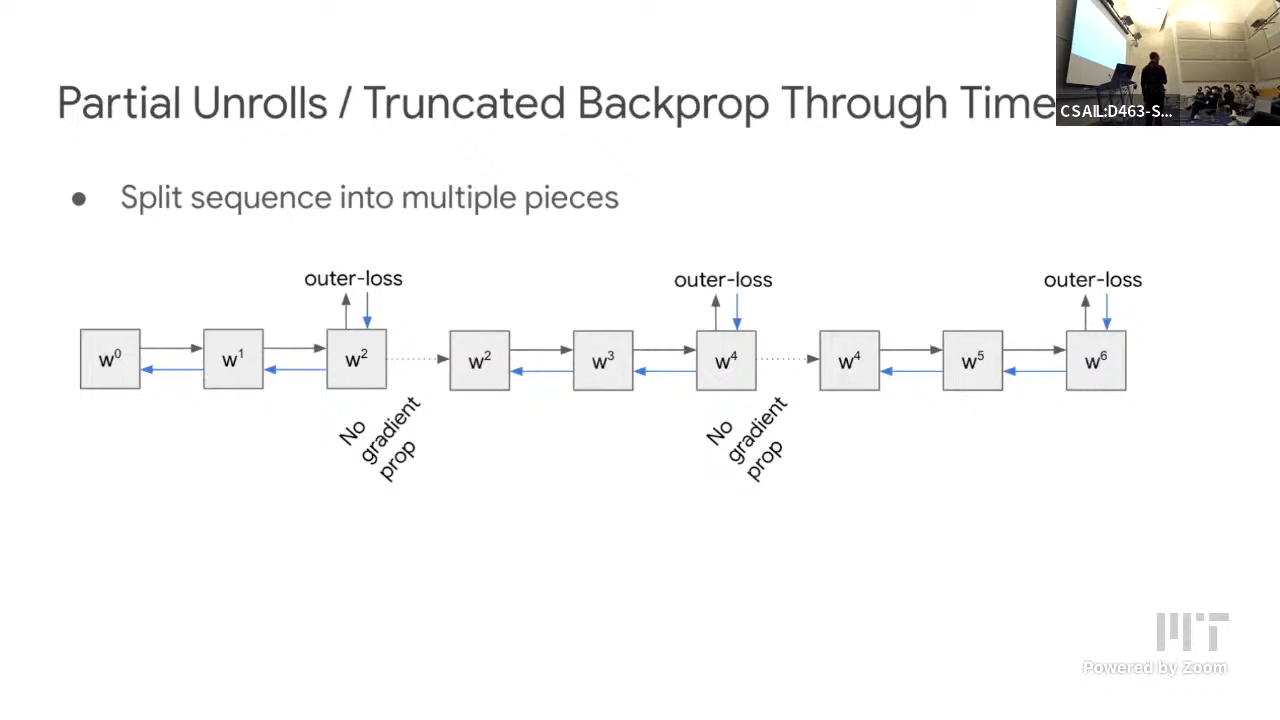 CSAIL:D463-S...
Partial Unrolls / Truncated Backprop Through Time
● Split sequence into multiple pieces
outer-loss outer-loss outer-loss
w⁰ w¹ w² w² w³ w⁴ w⁴ w⁵ w⁶
No
gradient
prop
No
gradient
prop
MIT
Powered by Zoom